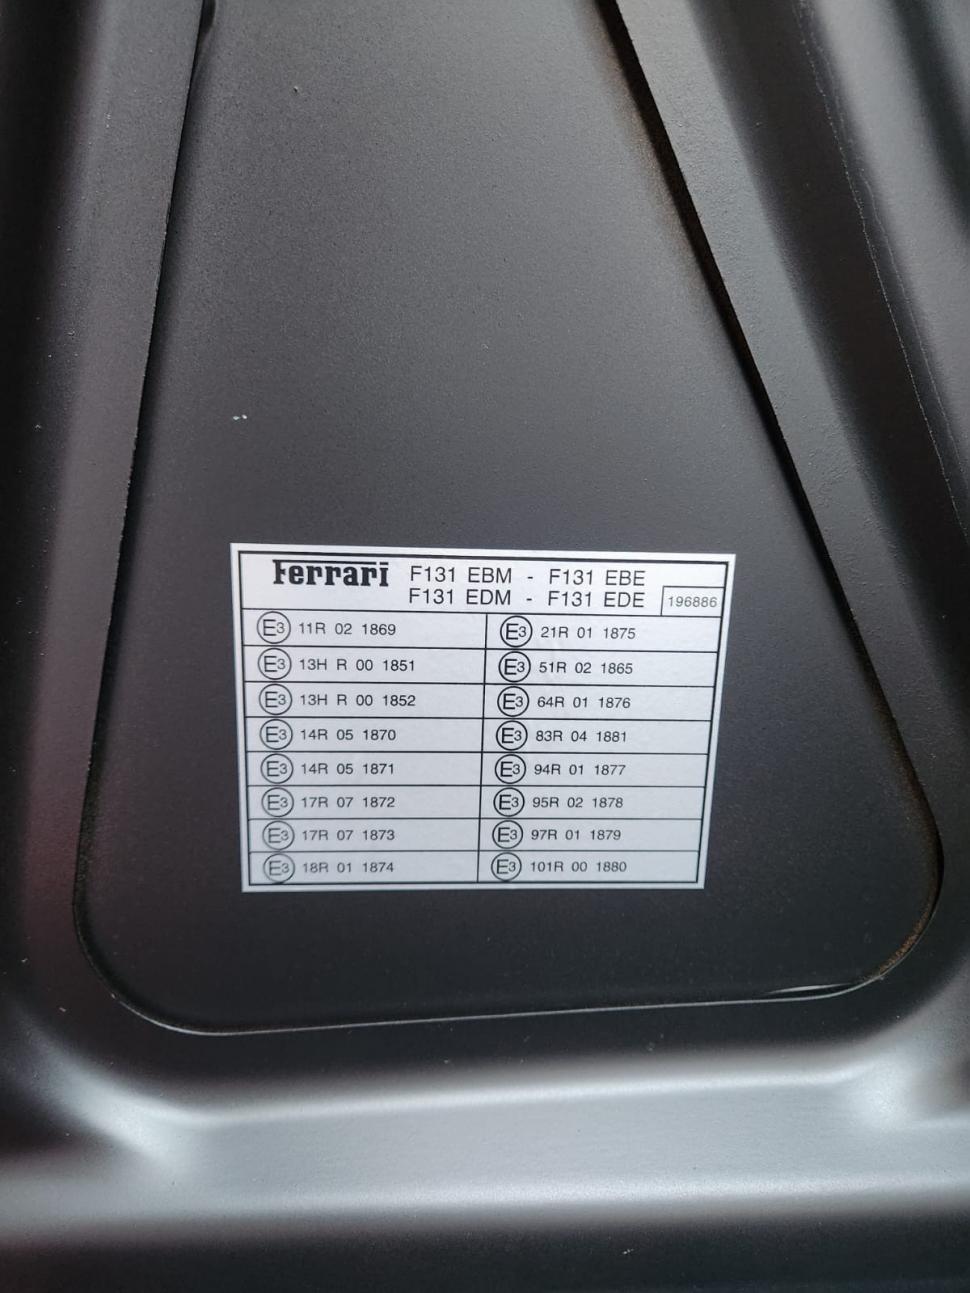 Ferrari F131 EBM - F131 EBE
F131 EDM - F131 EDE 196886
E3 11R 02 1869 E3 21R 01 1875
E3 13H R 00 1851 E3 51R 02 1865
E3 13H R 00 1852 E3 64R 01 1876
E3 14R 05 1870 E3 83R 04 1881
E3 14R 05 1871 E3 94R 01 1877
E3 17R 07 1872 E3 95R 02 1878
E3 17R 07 1873 E3 97R 01 1879
E3 18R 01 1874 E3 101R 00 1880